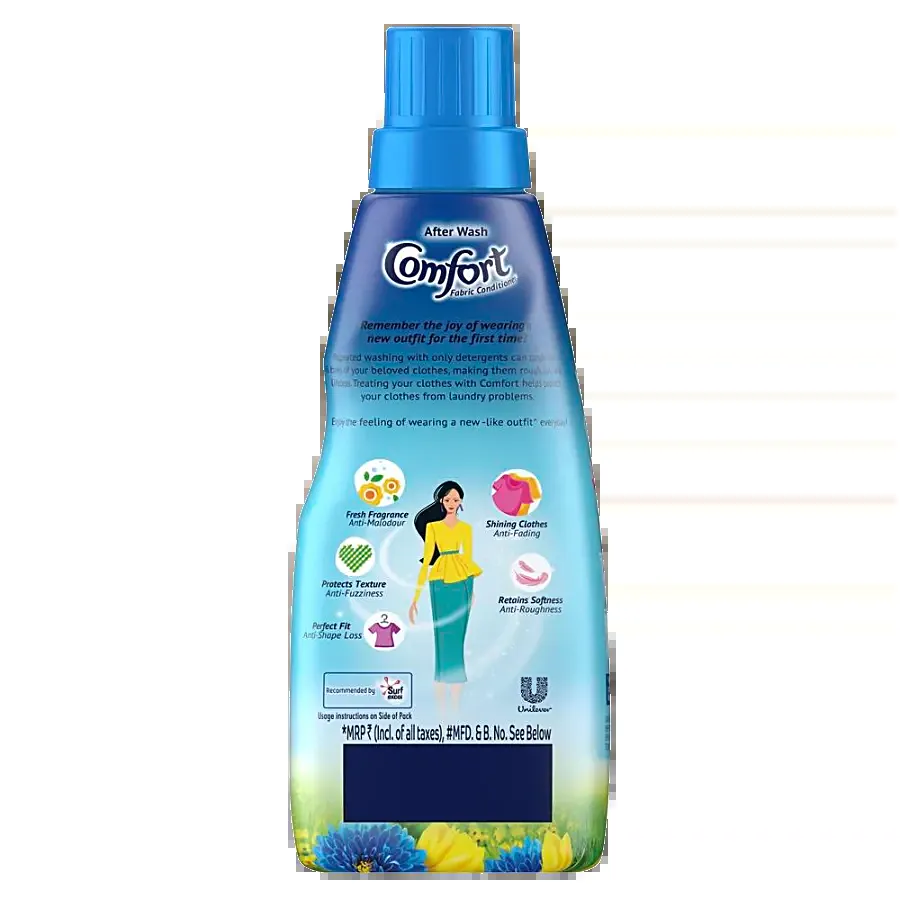 After Wash
Comfort
Fabric Conditioner
Remember the joy of wearing
new outfit for the first time!
washing with only detergents can
of your beloved clothes, making them
Treating your clothes with Comfort helps
your clothes from laundry problems.
Enjoy the feeling of wearing a new-like outfit* everyday!
Fresh Fragrance
Anti-Malodour
Shining Clothes
Anti-Fading
Protects Texture
Anti-Fuzziness
Retains Softness
Anti-Roughness
Perfect Fit
Anti-Shape Loss
Recommended by
Surf
excel
Unilever
Usage instructions on Side of Pack
*MRP ₹ (Incl. of all taxes), #MFD. & B. No. See Below